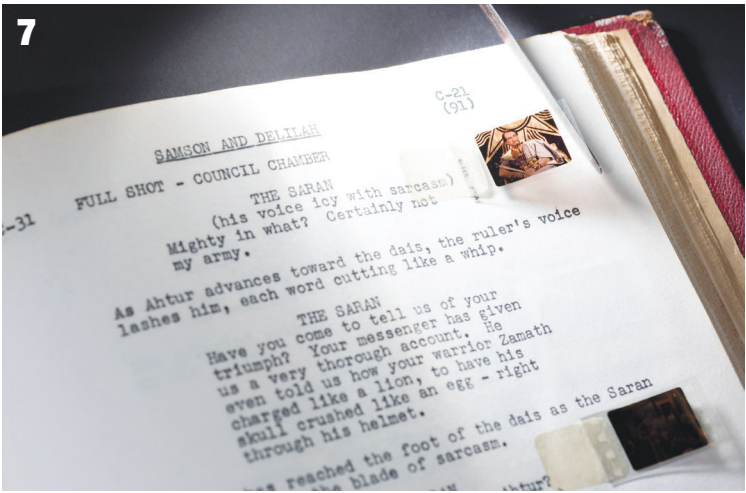 7
C-21
(91)
SAMSON AND DELILAH
FULL SHOT - COUNCIL CHAMBER
-31
THE SARAN
(his voice icy with sarcasm)
Mighty in what? Certainly not
my army.
As Ahtur advances toward the dais, the ruler's voice
lashes him, each word cutting like a whip.
THE SARAN
Have you come to tell us of your
triumph? Your messenger has given
us a very thorough account. He
even told us how your warrior Zamath
charged like a lion, to have his
skull crushed like an egg - right
through his helmet.
has reached the foot of the dais as the Saran
the blade of sarcasm.
Ahtur?